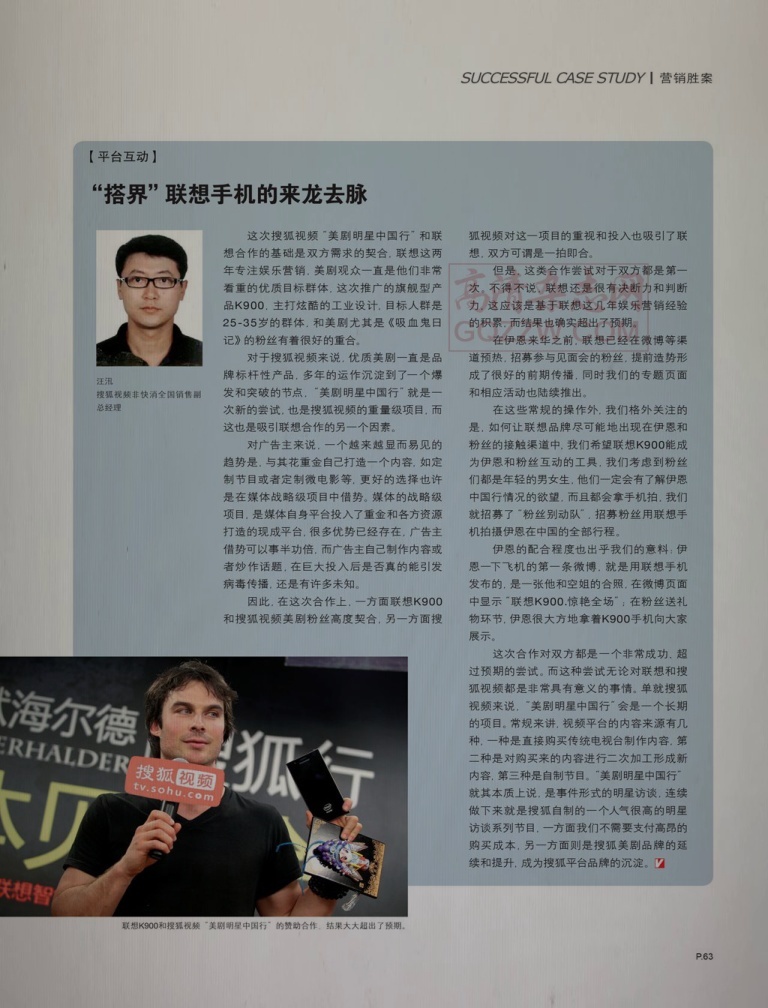 SUCCESSFUL CASE STUDY | 营销胜案
【平台互动】
“搭界”联想手机的来龙去脉
汪汛
搜狐视频非快消全国销售副
总经理
这次搜狐视频“美剧明星中国行”和联
想合作的基础是双方需求的契合，联想这两
年专注娱乐营销，美剧观众一直是他们非常
看重的优质目标群体，这次推广的旗舰型产
品K900，主打炫酷的工业设计，目标人群是
25-35岁的群体，和美剧尤其是《吸血鬼日
记》的粉丝有着很好的重合。
对于搜狐视频来说，优质美剧一直是品
牌标杆性产品，多年的运作沉淀到了一个爆
发和突破的节点，“美剧明星中国行”就是一
次新的尝试，也是搜狐视频的重量级项目，而
这也是吸引联想合作的另一个因素。
对广告主来说，一个越来越显而易见的
趋势是，与其花重金自己打造一个内容，如定
制节目或者定制微电影等，更好的选择也许
是在媒体战略级项目中借势。媒体的战略级
项目，是媒体自身平台投入了重金和各方资源
打造的现成平台，很多优势已经存在，广告主
借势可以事半功倍，而广告主自己制作内容或
者炒作话题，在巨大投入后是否真的能引发
病毒传播，还是有许多未知。
因此，在这次合作上，一方面联想K900
和搜狐视频美剧粉丝高度契合，另一方面搜
狐视频对这一项目的重视和投入也吸引了联
想，双方可谓是一拍即合。
但是，这类合作尝试对于双方都是第一
次，不得不说，联想还是很有决断力和判断
力，这应该是基于联想这几年娱乐营销经验
的积累，而结果也确实超出了预期。
在伊恩来华之前，联想已经在微博等渠
道预热，招募参与见面会的粉丝，提前造势形
成了很好的前期传播，同时我们的专题页面
和相应活动也陆续推出。
在这些常规的操作外，我们格外关注的
是，如何让联想品牌尽可能地出现在伊恩和
粉丝的接触渠道中，我们希望联想K900能成
为伊恩和粉丝互动的工具，我们考虑到粉丝
们都是年轻的男女生，他们一定会有了解伊恩
中国行情况的欲望，而且都会拿手机拍，我们
就招募了“粉丝别动队”，招募粉丝用联想手
机拍摄伊恩在中国的全部行程。
伊恩的配合程度也出乎我们的意料：伊
恩一下飞机的第一条微博，就是用联想手机
发布的，是一张他和空姐的合照，在微博页面
中显示“联想K900，惊艳全场”；在粉丝送礼
物环节，伊恩很大方地拿着K900手机向大家
展示。
这次合作对双方都是一个非常成功、超
过预期的尝试。而这种尝试无论对联想和搜
狐视频都是非常具有意义的事情。单就搜狐
视频来说，“美剧明星中国行”会是一个长期
的项目。常规来讲，视频平台的内容来源有几
种，一种是直接购买传统电视台制作内容，第
二种是对购买来的内容进行二次加工形成新
内容，第三种是自制节目。“美剧明星中国行”
就其本质上说，是事件形式的明星访谈，连续
做下来就是搜狐自制的一个人气很高的明星
访谈系列节目，一方面我们不需要支付高昂的
购买成本，另一方面则是搜狐美剧品牌的延
续和提升，成为搜狐平台品牌的沉淀。
高清杂志网
GQZZW.COM
海尔德
ERHALDER
搜狐行
搜狐视频
tv.sohu.com
联想智
联想K900和搜狐视频“美剧明星中国行”的赞助合作，结果大大超出了预期。
P.63